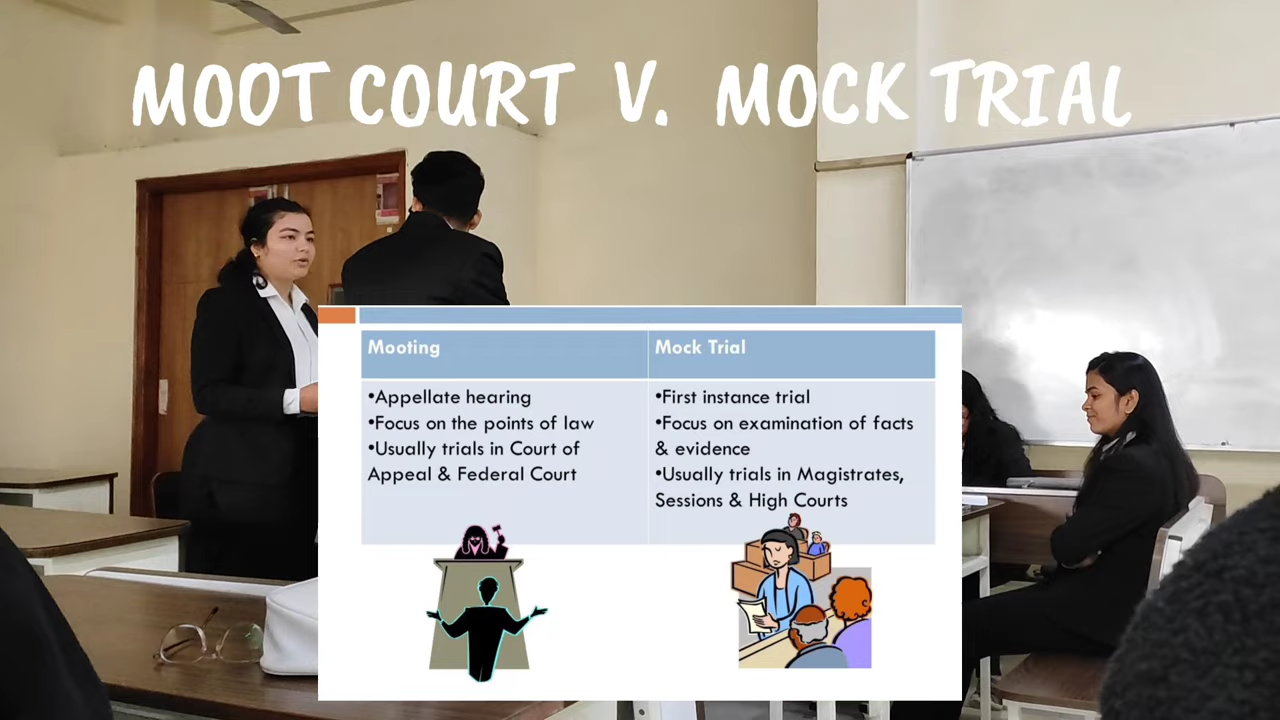 MOOT COURT V. MOCK TRIAL
Mooting
•Appellate hearing
•Focus on the points of law
•Usually trials in Court of
Appeal & Federal Court
Mock Trial
•First instance trial
•Focus on examination of facts
& evidence
•Usually trials in Magistrates,
Sessions & High Courts